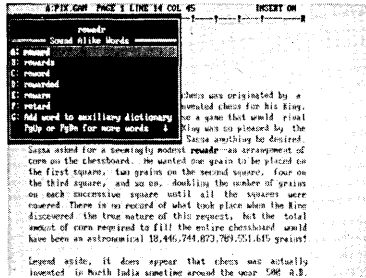 A:PIX.GAM PAGE 1 LINE 14 COL 45 INSERT ON
rewadr
Sound Alike Words
A: reward
B: rewards
C: reword
D: rewarded
E: rewarm
F: retard
G: Add word to auxiliary dictionary
PgUp or PgDn for more words ↓
chess was originated by a
invented chess for his King.
a game that would rival
King was so pleased by the
Sassa anything he desired.
Sassa asked for a seemingly modest rewadr--an arrangement of
corn on the chessboard. He wanted one grain to be placed on
the first square, two grains on the second square, four on
the third square, and so on, doubling the number of grains
on each successive square until all the squares were
covered. There is no record of what took place when the King
discovered the true nature of this request, but the total
amount of corn required to fill the entire chessboard would
have been an astronomical 18,446,744,073,709,551,615 grains!
Legend aside, it does appear that chess was actually
invented in North India sometime around the year 500 A.D.